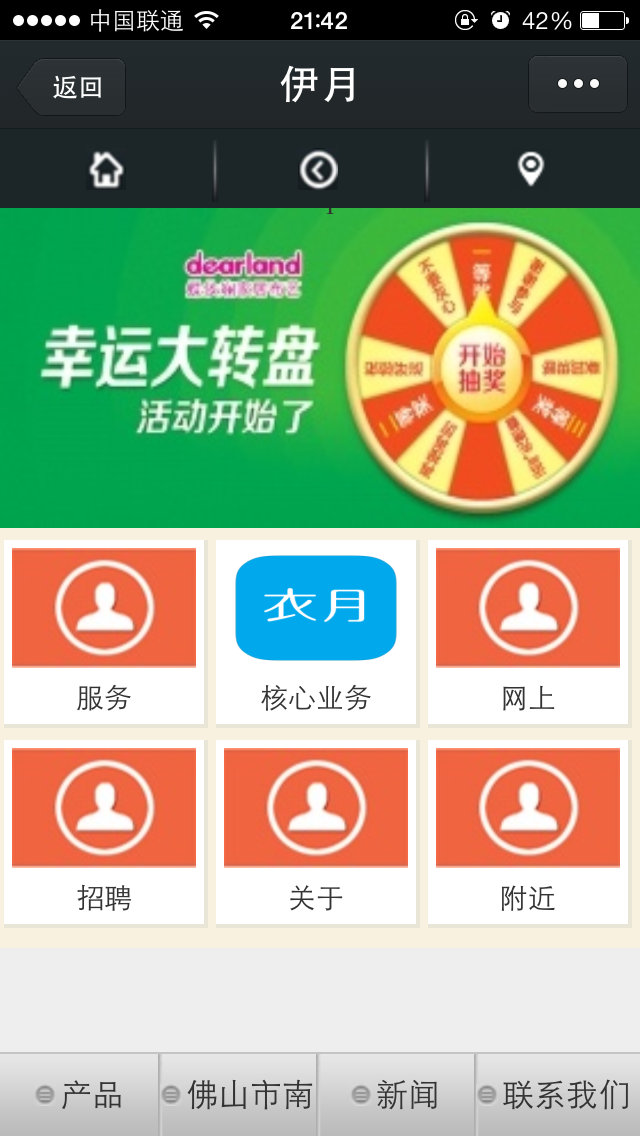 中国联通 21:42 42%
返回 伊月
dearland
幸运大转盘
活动开始了
一等奖
开始
抽奖
服务 衣月 核心业务 网上
招聘 关于 附近
产品 佛山市南 新闻 联系我们